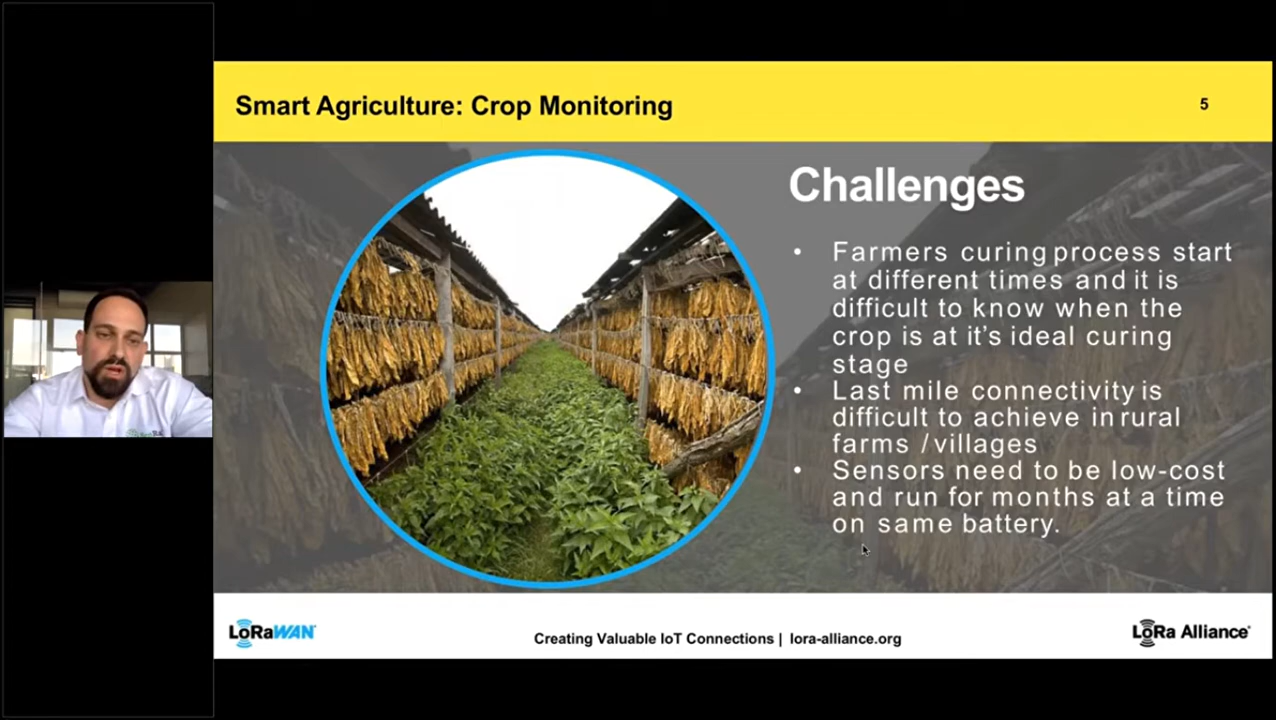 Smart Agriculture: Crop Monitoring
5
Challenges
• Farmers curing process start
at different times and it is
difficult to know when the
crop is at it's ideal curing
stage
• Last mile connectivity is
difficult to achieve in rural
farms / villages
• Sensors need to be low-cost
and run for months at a time
on same battery.
LoRaWAN
Creating Valuable IoT Connections | lora-alliance.org
LoRa Alliance